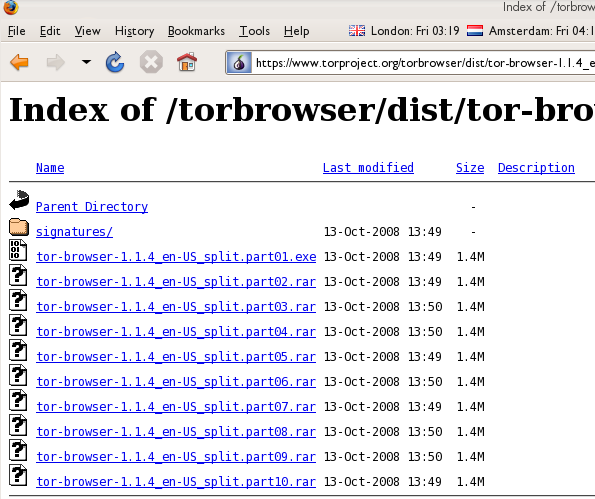 Index of /torbrow
File Edit View History Bookmarks Tools Help London: Fri 03:19 Amsterdam: Fri 04:1
https://www.torproject.org/torbrowser/dist/tor-browser-1.1.4_e
Index of /torbrowser/dist/tor-bro
Name Last modified Size Description
Parent Directory -
signatures/ 13-Oct-2008 13:49 -
tor-browser-1.1.4_en-US_split.part01.exe 13-Oct-2008 13:49 1.4M
tor-browser-1.1.4_en-US_split.part02.rar 13-Oct-2008 13:49 1.4M
tor-browser-1.1.4_en-US_split.part03.rar 13-Oct-2008 13:50 1.4M
tor-browser-1.1.4_en-US_split.part04.rar 13-Oct-2008 13:50 1.4M
tor-browser-1.1.4_en-US_split.part05.rar 13-Oct-2008 13:49 1.4M
tor-browser-1.1.4_en-US_split.part06.rar 13-Oct-2008 13:50 1.4M
tor-browser-1.1.4_en-US_split.part07.rar 13-Oct-2008 13:49 1.4M
tor-browser-1.1.4_en-US_split.part08.rar 13-Oct-2008 13:50 1.4M
tor-browser-1.1.4_en-US_split.part09.rar 13-Oct-2008 13:50 1.4M
tor-browser-1.1.4_en-US_split.part10.rar 13-Oct-2008 13:49 1.4M